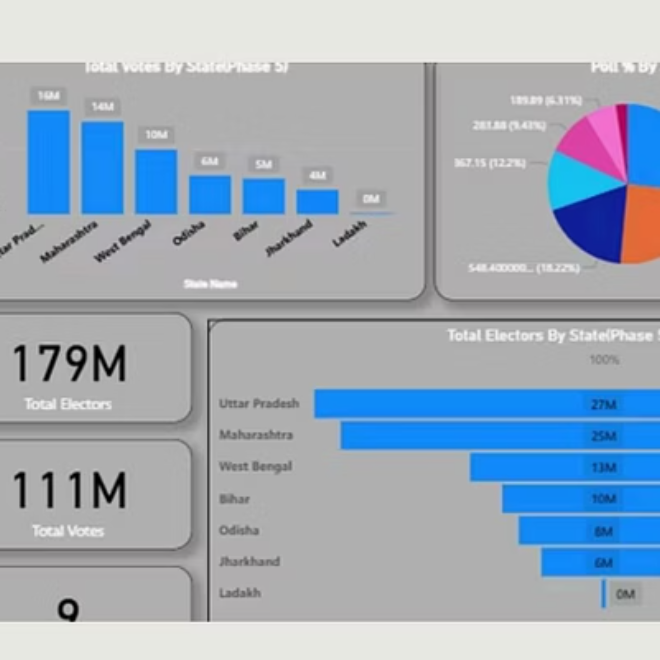 Total Votes By State(Phase 5)
16M
14M
10M
6M
5M
4M
0M
Maharashtra
West Bengal
Odisha
Bihar
Jharkhand
Ladakh
State Name
Poll % By
189.89 (6.31%)
283.88 (9.43%)
367.15 (12.2%)
548.400000... (18.22%)
179M
Total Electors
111M
Total Votes
9
Total Electors By State(Phase
100%
Uttar Pradesh 27M
Maharashtra 25M
West Bengal 13M
Bihar 10M
Odisha 8M
Jharkhand 6M
Ladakh 0M